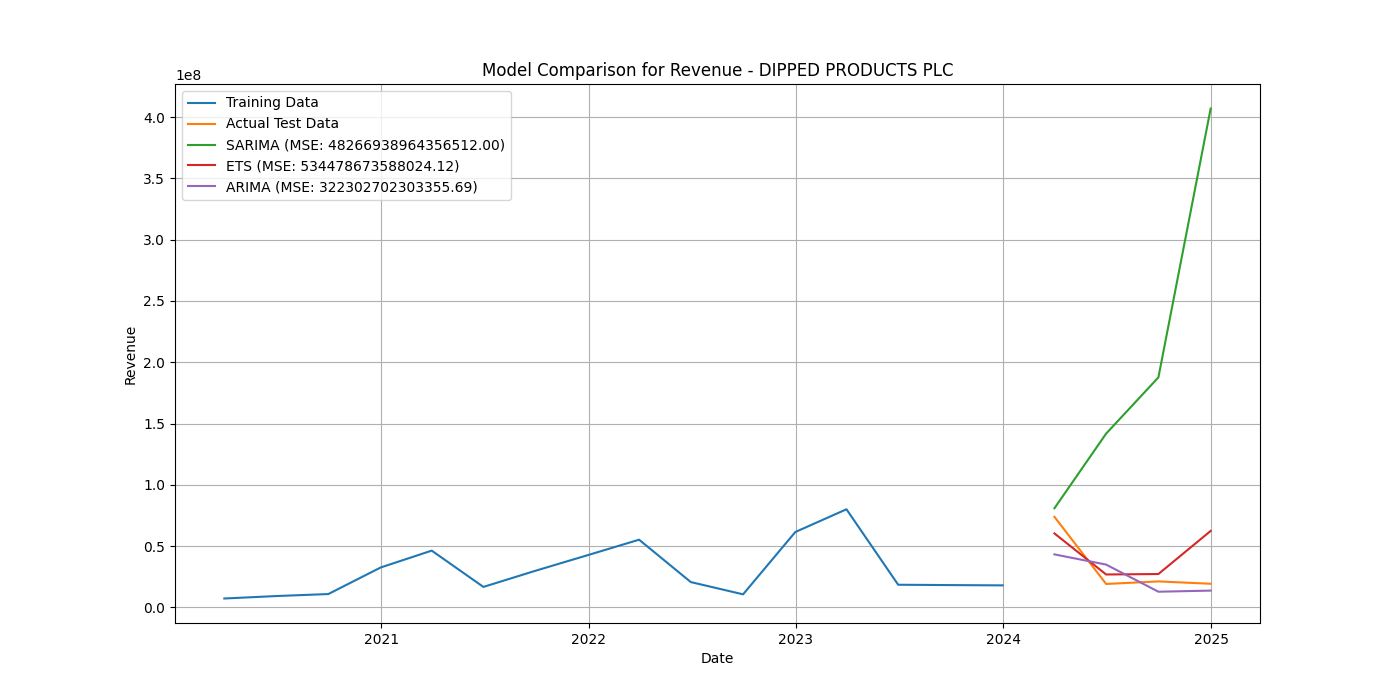 Model Comparison for Revenue - DIPPED PRODUCTS PLC
1e8
Training Data
Actual Test Data
SARIMA (MSE: 48266938964356512.00)
ETS (MSE: 534478673588024.12)
ARIMA (MSE: 322302702303355.69)
4.0
3.5
3.0
2.5
2.0
1.5
1.0
0.5
0.0
Revenue
2021
2022
2023
2024
2025
Date